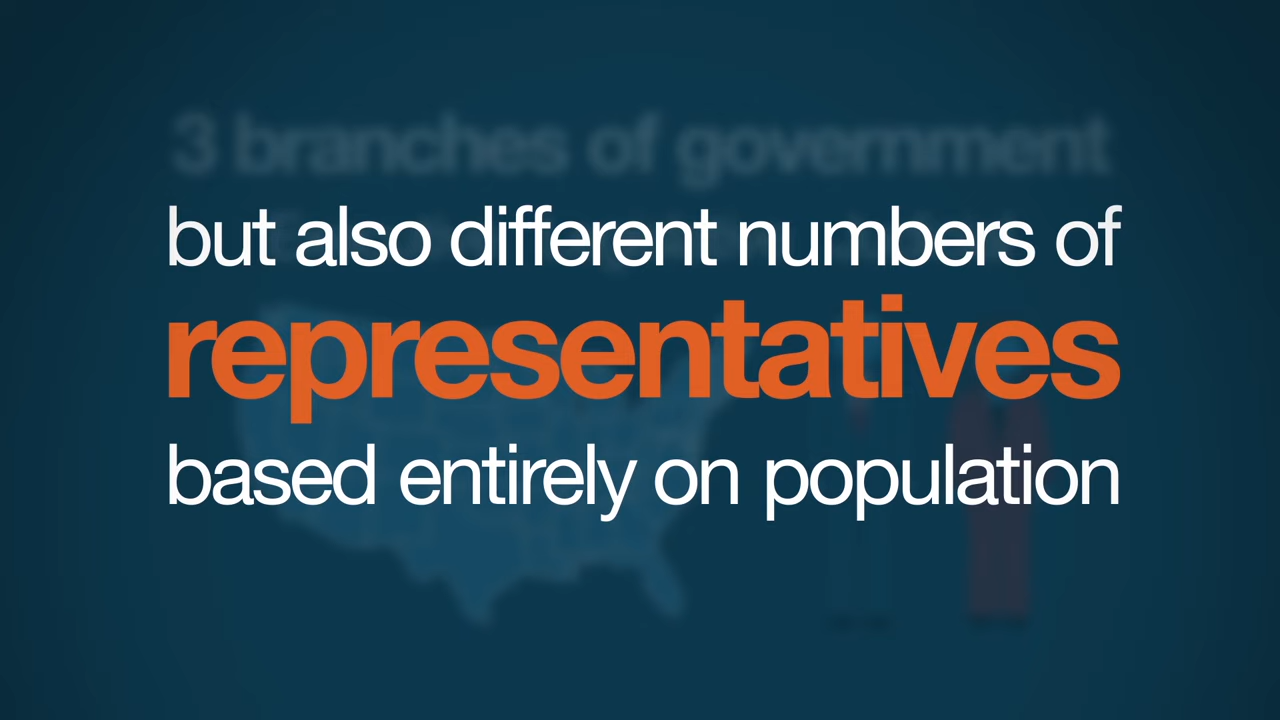 3 branches of government
but also different numbers of
representatives
based entirely on population